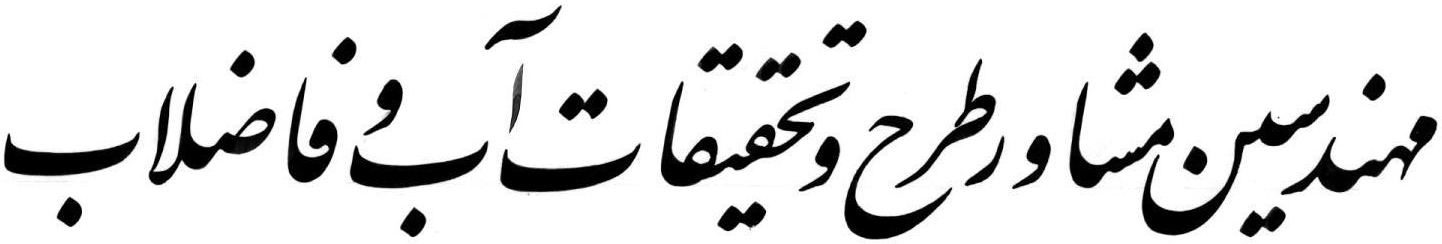 مهندسین مشاور طرح و تحقیقات آب و فاضلاب